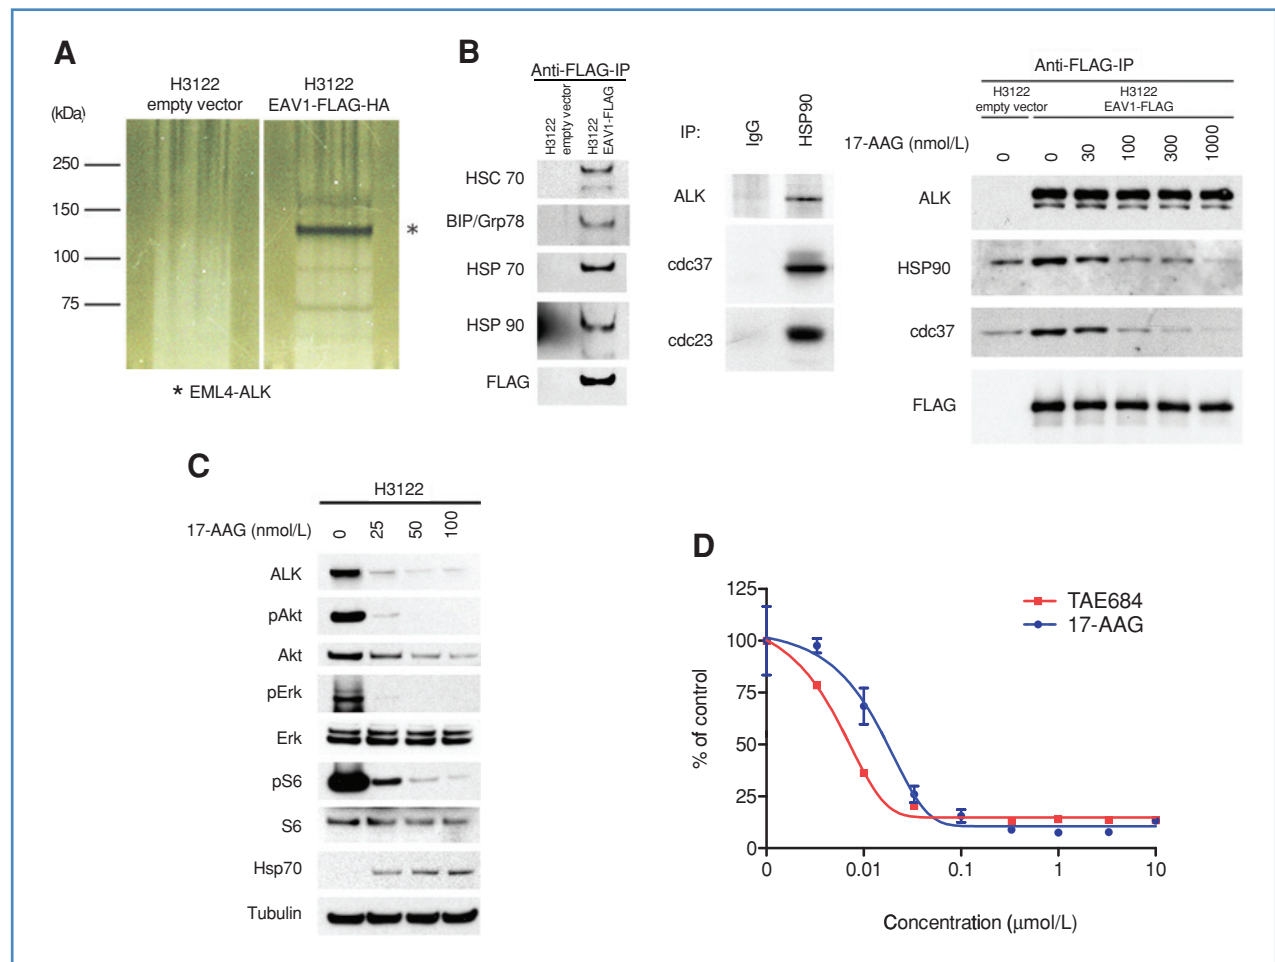 A
H3122
empty vector
H3122
EAV1-FLAG-HA
(kDa)
250
150
100
75
*
* EML4-ALK
B
Anti-FLAG-IP
H3122
empty vector
H3122
EAV1-FLAG
HSC 70
BIP/Grp78
HSP 70
HSP 90
FLAG
IP:
IgG
HSP90
ALK
cdc37
cdc23
Anti-FLAG-IP
H3122
empty vector
H3122
EAV1-FLAG
17-AAG (nmol/L)
0 0 30 100 300 1000
ALK
HSP90
cdc37
FLAG
C
H3122
17-AAG (nmol/L) 0 25 50 100
ALK
pAkt
Akt
pErk
Erk
pS6
S6
Hsp70
Tubulin
D
TAE684
17-AAG
% of control
125
100
75
50
25
0
0 0.01 0.1 1 10
Concentration (µmol/L)